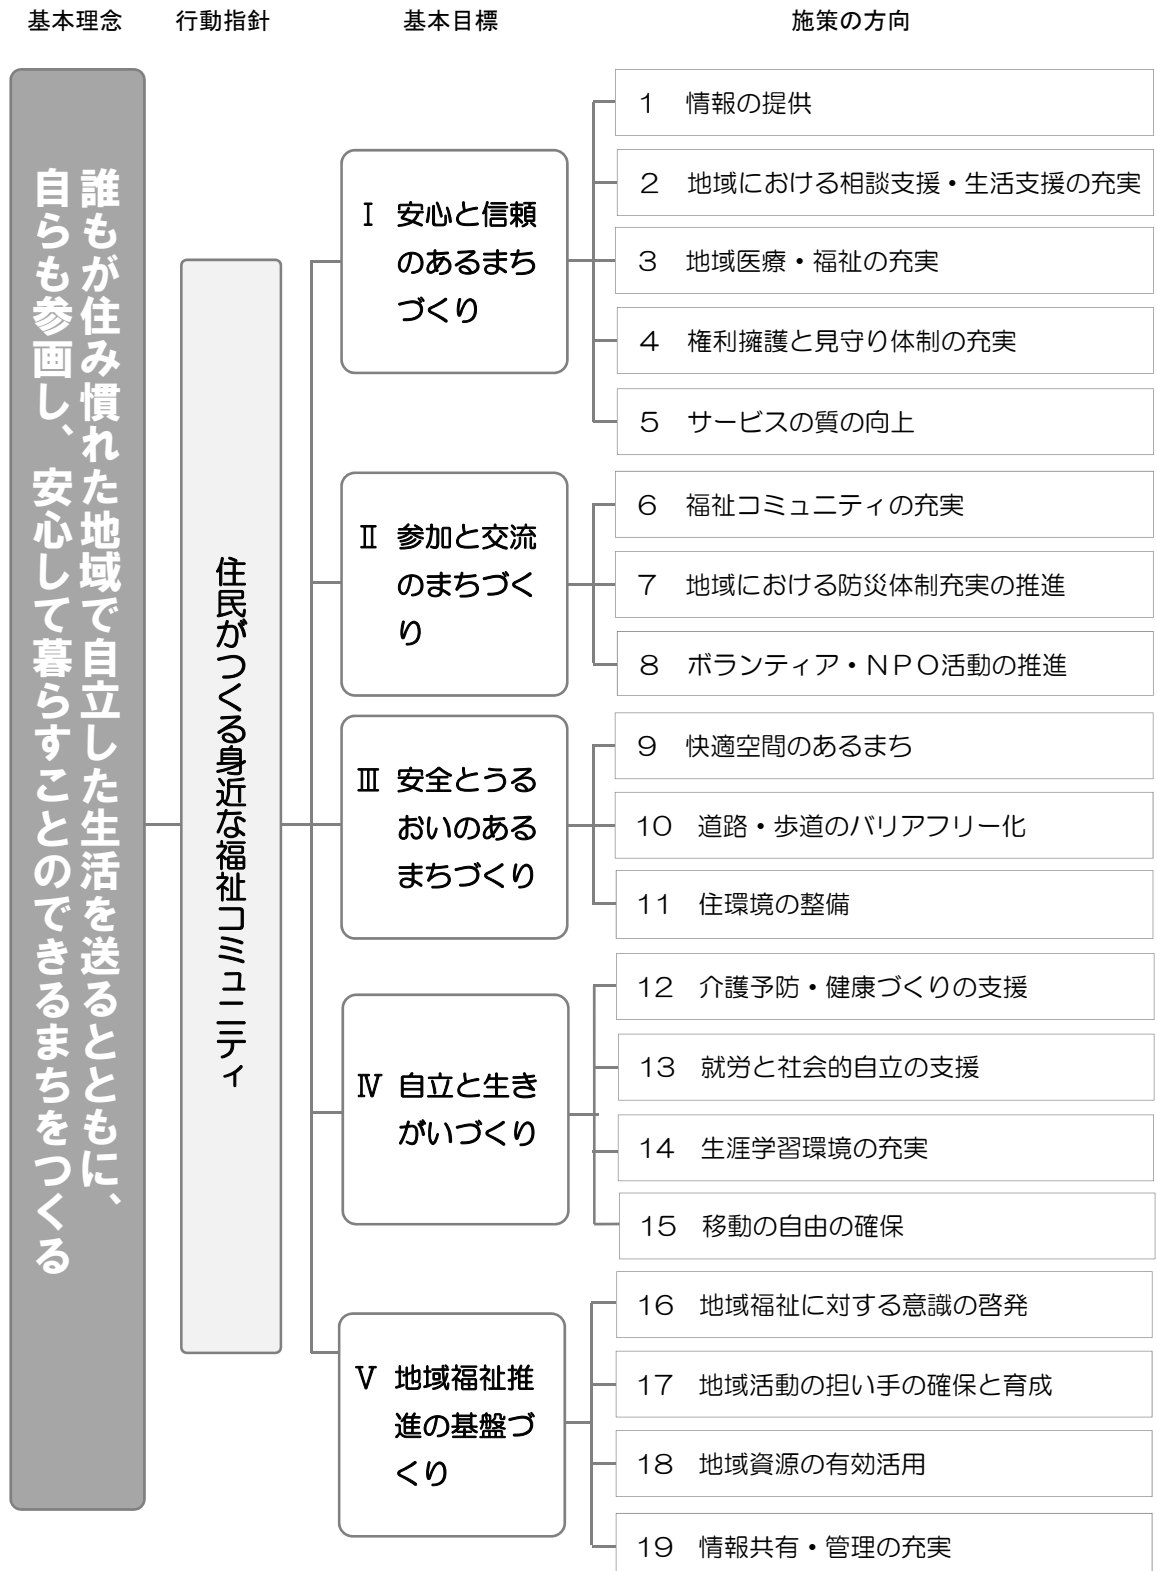 基本理念 行動指針 基本目標 施策の方向
誰もが住み慣れた地域で自立した生活を送るとともに、
自らも参画し、安心して暮らすことのできるまちをつくる
住民がつくる身近な福祉コミュニティ
Ⅰ 安心と信頼
のあるまち
づくり
1 情報の提供
2 地域における相談支援・生活支援の充実
3 地域医療・福祉の充実
4 権利擁護と見守り体制の充実
5 サービスの質の向上
Ⅱ 参加と交流
のまちづく
り
6 福祉コミュニティの充実
7 地域における防災体制充実の推進
8 ボランティア・NPO活動の推進
Ⅲ 安全とうる
おいのある
まちづくり
9 快適空間のあるまち
10 道路・歩道のバリアフリー化
11 住環境の整備
Ⅳ 自立と生き
がいづくり
12 介護予防・健康づくりの支援
13 就労と社会的自立の支援
14 生涯学習環境の充実
15 移動の自由の確保
Ⅴ 地域福祉推
進の基盤づ
くり
16 地域福祉に対する意識の啓発
17 地域活動の担い手の確保と育成
18 地域資源の有効活用
19 情報共有・管理の充実